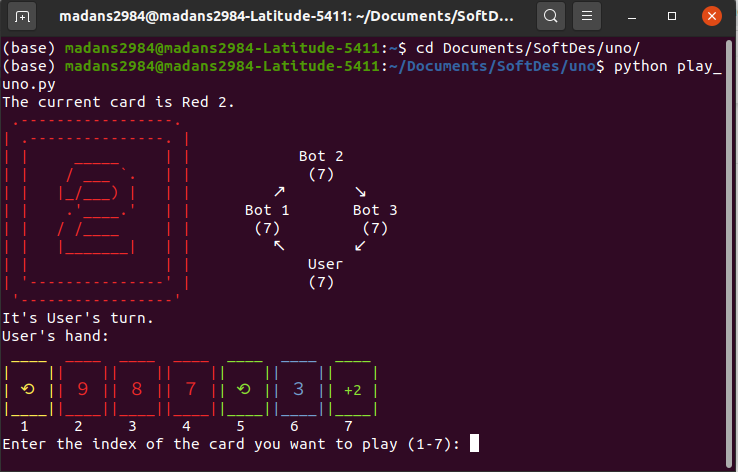 madans2984@madans2984-Latitude-5411: ~/Documents/SoftD...
(base) madans2984@madans2984-Latitude-5411:~$ cd Documents/SoftDes/uno/
(base) madans2984@madans2984-Latitude-5411:~/Documents/SoftDes/uno$ python play_
uno.py
The current card is Red 2.
Bot 2
(7)
↗ ↘
Bot 1 Bot 3
(7) (7)
↖ ↙
User
(7)
It's User's turn.
User's hand:
⟲ 9 8 7 ⟲ 3 +2
1 2 3 4 5 6 7
Enter the index of the card you want to play (1-7):